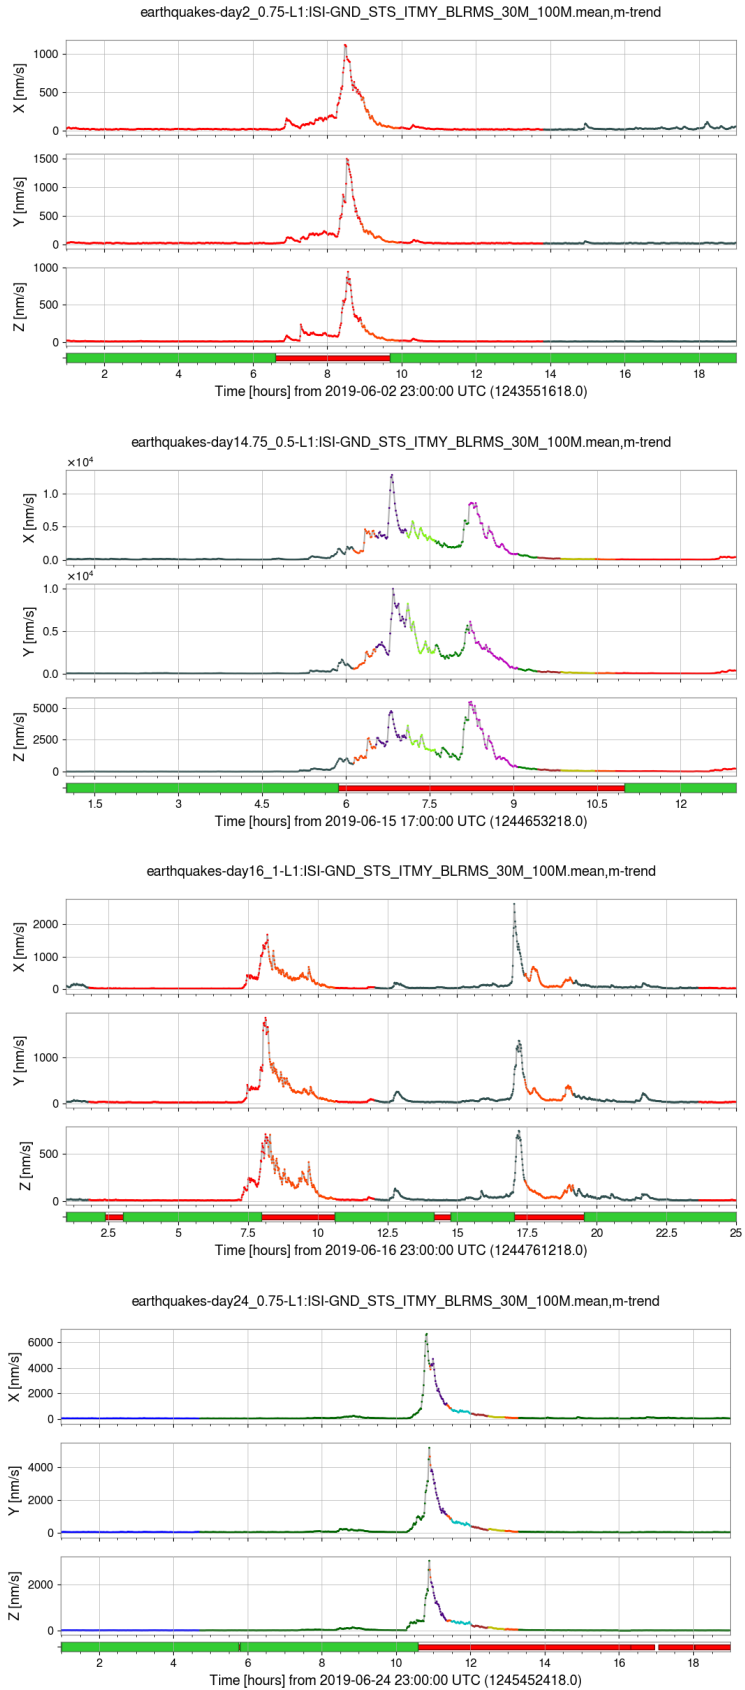 earthquakes-day2_0.75-L1:ISI-GND_STS_ITMY_BLRMS_30M_100M.mean,m-trend
1000
500
0
X [nm/s]
1500
1000
500
0
Y [nm/s]
1000
500
0
Z [nm/s]
2 4 6 8 10 12 14 16 18
Time [hours] from 2019-06-02 23:00:00 UTC (1243551618.0)
earthquakes-day14.75_0.5-L1:ISI-GND_STS_ITMY_BLRMS_30M_100M.mean,m-trend
×10⁴
1.0
0.5
0.0
X [nm/s]
×10⁴
1.0
0.5
0.0
Y [nm/s]
5000
2500
0
Z [nm/s]
1.5 3 4.5 6 7.5 9 10.5 12
Time [hours] from 2019-06-15 17:00:00 UTC (1244653218.0)
earthquakes-day16_1-L1:ISI-GND_STS_ITMY_BLRMS_30M_100M.mean,m-trend
2000
1000
0
X [nm/s]
1000
0
Y [nm/s]
500
0
Z [nm/s]
2.5 5 7.5 10 12.5 15 17.5 20 22.5 25
Time [hours] from 2019-06-16 23:00:00 UTC (1244761218.0)
earthquakes-day24_0.75-L1:ISI-GND_STS_ITMY_BLRMS_30M_100M.mean,m-trend
6000
4000
2000
0
X [nm/s]
4000
2000
0
Y [nm/s]
2000
0
Z [nm/s]
2 4 6 8 10 12 14 16 18
Time [hours] from 2019-06-24 23:00:00 UTC (1245452418.0)